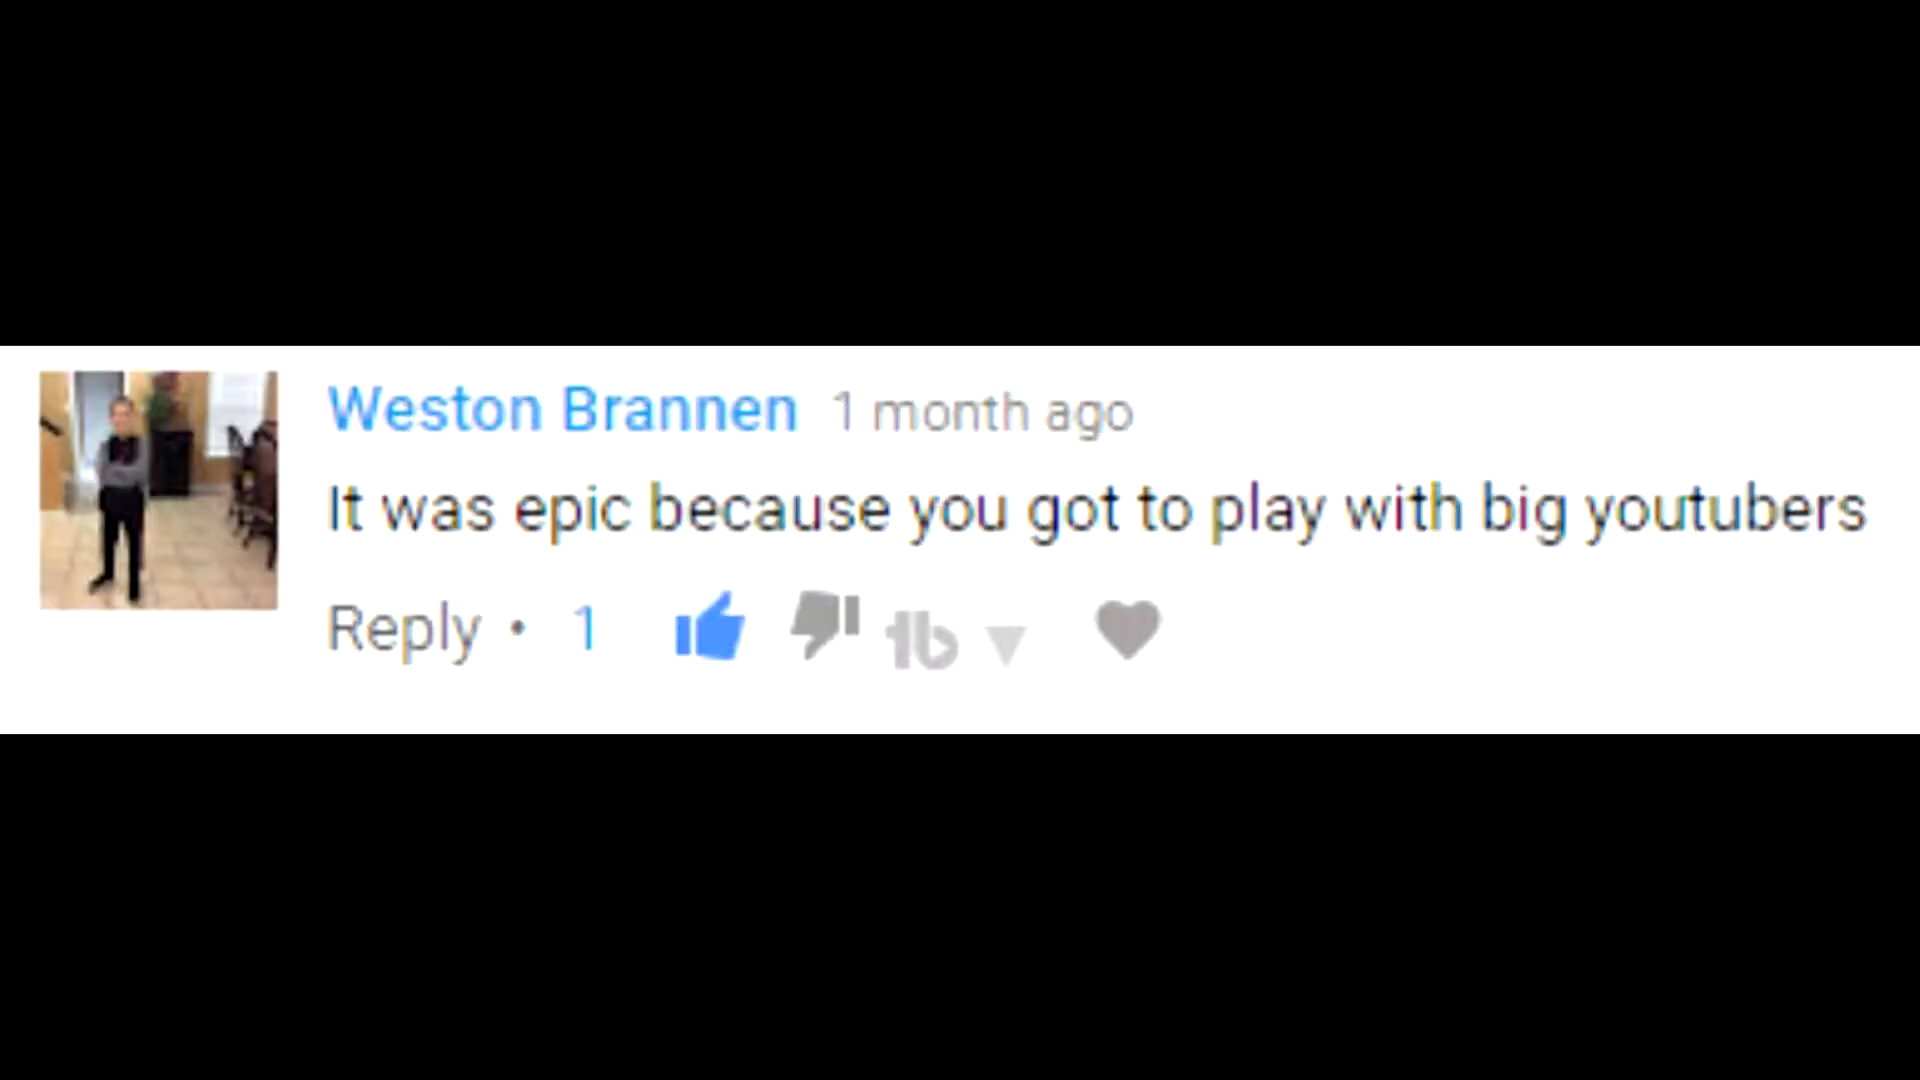 Weston Brannen 1 month ago
It was epic because you got to play with big youtubers
Reply • 1